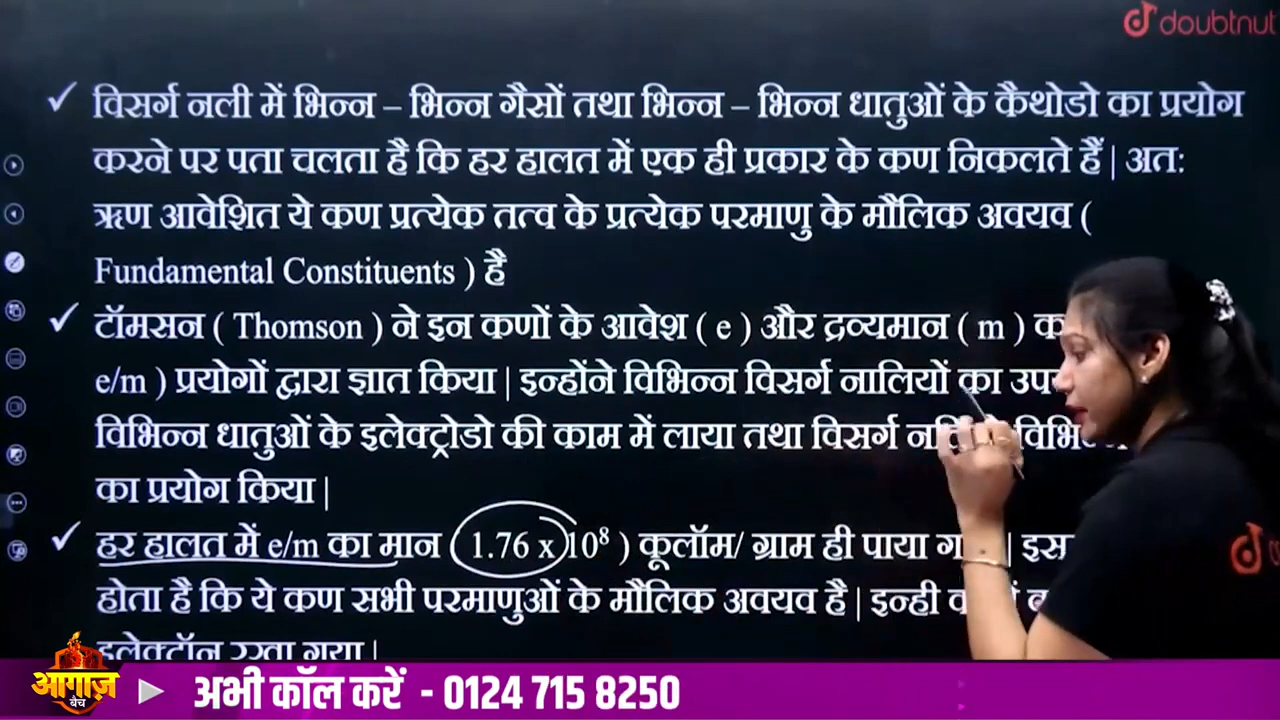 doubtnut
✓ विसर्ग नली में भिन्न – भिन्न गैसों तथा भिन्न – भिन्न धातुओं के कैथोडो का प्रयोग
करने पर पता चलता है कि हर हालत में एक ही प्रकार के कण निकलते हैं | अतः
ऋण आवेशित ये कण प्रत्येक तत्व के प्रत्येक परमाणु के मौलिक अवयव (
Fundamental Constituents ) है
✓ टॉमसन ( Thomson ) ने इन कणों के आवेश ( e ) और द्रव्यमान ( m )
e/m ) प्रयोगों द्वारा ज्ञात किया | इन्होंने विभिन्न विसर्ग नालियों का
विभिन्न धातुओं के इलेक्ट्रोडो की काम में लाया तथा विसर्ग
का प्रयोग किया |
✓ हर हालत में e/m का मान ( 1.76 x 10⁸ ) कूलॉम/ ग्राम ही पाया |
होता है कि ये कण सभी परमाणुओं के मौलिक अवयव है | इन्ही
इलेक्ट्रॉन रखा गया |
आगाज़
बैच
अभी कॉल करें - 0124 715 8250